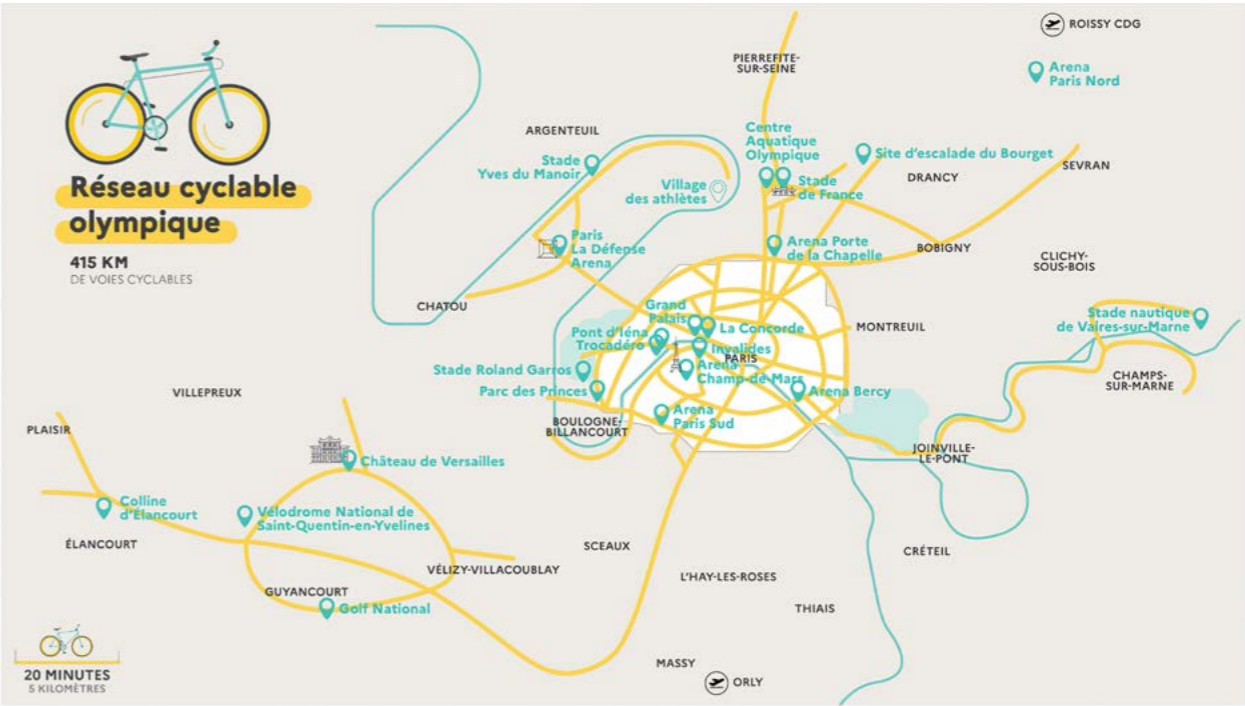 Réseau cyclable
olympique
415 KM
DE VOIES CYCLABLES
ROISSY CDG
Arena
Paris Nord
PIERREFITE-
SUR-SEINE
ARGENTEUIL
Stade
Yves du Manoir
Centre
Aquatique
Olympique
Site d'escalade du Bourget
DRANCY
SEVRAN
Village
des athlètes
Stade
de France
Paris
La Défense
Arena
Arena Porte
de la Chapelle
BOBIGNY
CLICHY-
SOUS-BOIS
CHATOU
Grand
Palais
La Concorde
MONTREUIL
Stade nautique
de Vaires-sur-Marne
Pont d'Iéna
Trocadéro
Invalides
PARIS
Stade Roland Garros
Arena
Champ-de-Mars
CHAMPS-
SUR-MARNE
Parc des Princes
Arena Bercy
VILLEPREUX
BOULOGNE-
BILLANCOURT
Arena
Paris Sud
PLAISIR
JOINVILLE-
LE-PONT
Château de Versailles
Colline
d'Élancourt
Vélodrome National de
Saint-Quentin-en-Yvelines
ÉLANCOURT
SCEAUX
CRÉTEIL
VÉLIZY-VILLACOUBLAY
L'HAY-LES-ROSES
GUYANCOURT
Golf National
THIAIS
MASSY
ORLY
20 MINUTES
5 KILOMÈTRES